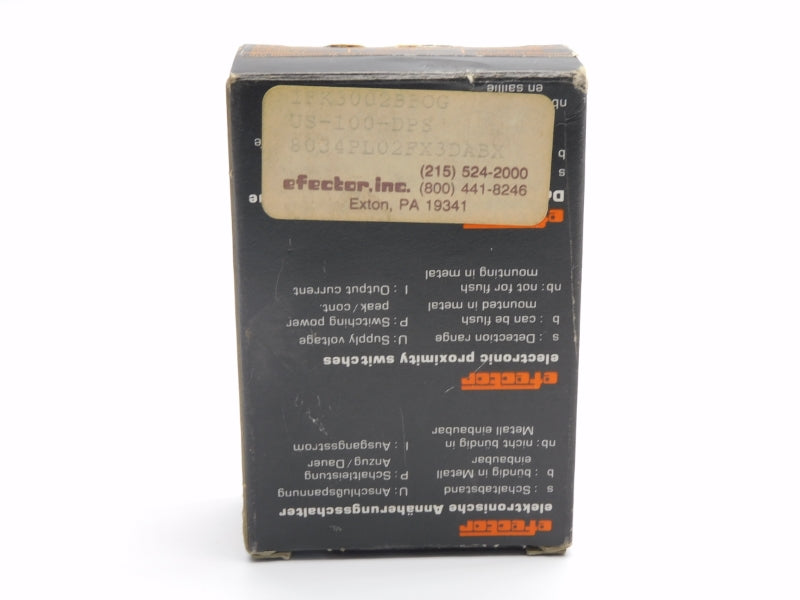 IFK3002BPOG
US-100-DPS
8034PL02FX3DABX
efector,inc. (215) 524-2000
(800) 441-8246
Exton, PA 19341
efector
elektronische Annäherungsschalter
s : Schaltabstand U: Anschlußspannung
b : bündig in Metall P: Schaltleistung
einbaubar Anzug/Dauer
nb: nicht bündig in I : Ausgangsstrom
Metall einbaubar
efector
electronic proximity switches
s : Detection range U: Supply voltage
b : can be flush P: Switching power
mounted in metal peak/cont.
nb: not for flush I : Output current
mounting in metal
s
b
nb:
en saillie